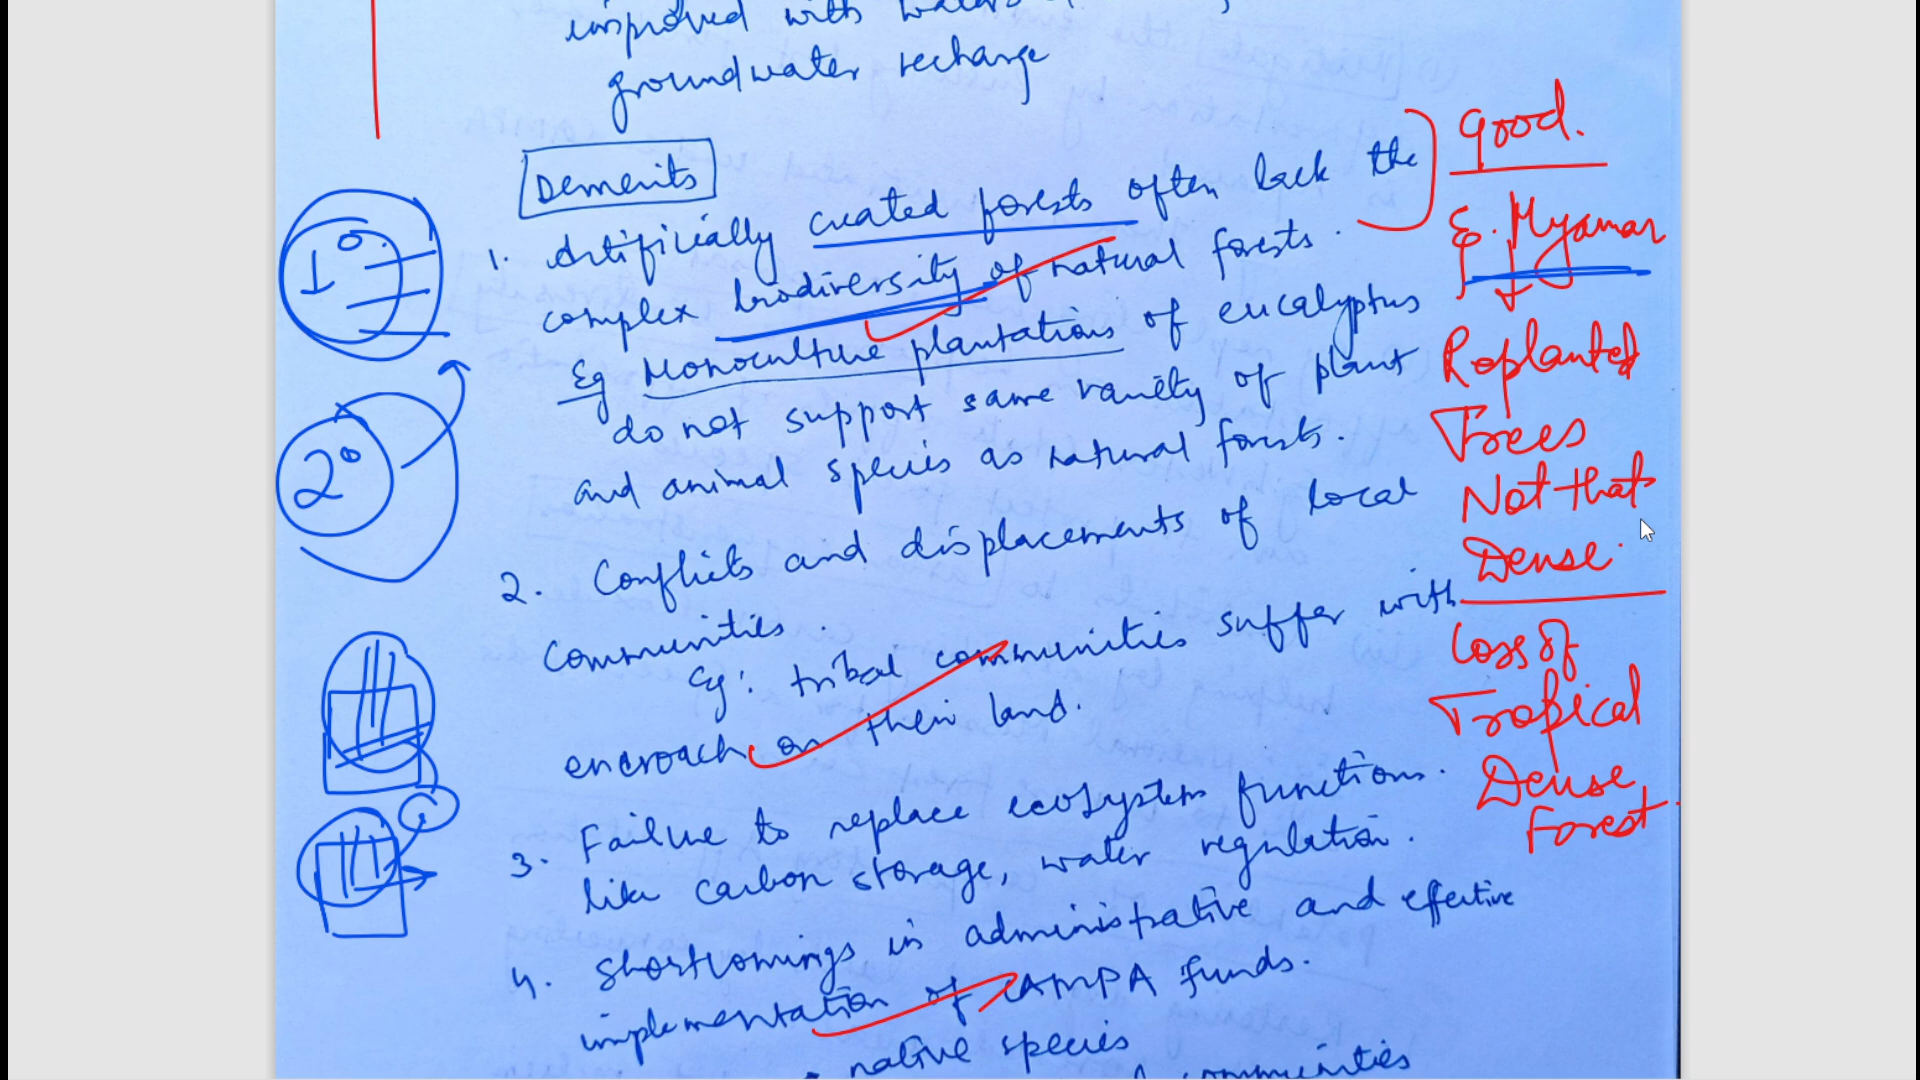 improved with
groundwater recharge
Demerits
1. Artificially created forests often lack the
complex biodiversity of natural forests.
Eg Monoculture plantations of eucalyptus
do not support same variety of plant
and animal species as natural forests.
2. Conflicts and displacements of local
communities.
Eg: tribal communities suffer with
encroach on their land.
3. Failure to replace ecosystem functions.
like carbon storage, water regulation.
4. Shortcomings in administrative and effective
implementation of CAMPA funds.
native species
communities
1°
2°
Good.
Eg. Myamar
Replanted
Trees
Not that
Dense.
Loss of
Tropical
Dense
Forest.